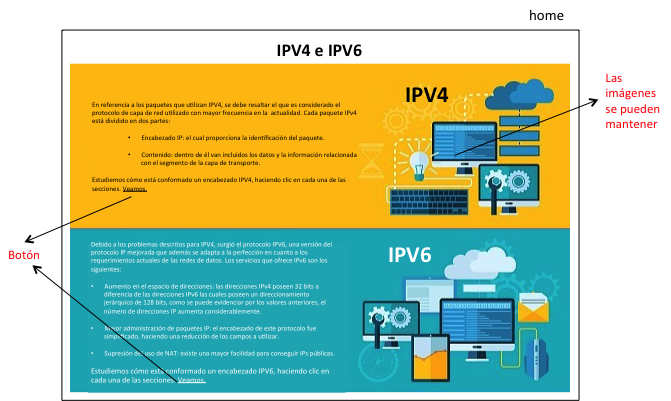 home
IPV4 e IPV6
IPV4
En referencia a los paquetes que utilizan IPV4, se debe resaltar el que es considerado el
protocolo de capa de red utilizado con mayor frecuencia en la actualidad. Cada paquete IPv4
está dividido en dos partes:
• Encabezado IP: el cual proporciona la identificación del paquete.
• Contenido: dentro de él van incluidos los datos y la información relacionada
con el segmento de la capa de transporte.
Estudiemos cómo está conformado un encabezado IPV4, haciendo clic en cada una de las
secciones. Veamos.
Las
imágenes
se pueden
mantener
Botón
IPV6
Debido a los problemas descritos para IPV4, surgió el protocolo IPV6, una versión del
protocolo IP mejorada que además se adapta a la perfección en cuanto a los
requerimientos actuales de las redes de datos. Los servicios que ofrece IPv6 son los
siguientes:
• Aumento en el espacio de direcciones: las direcciones IPv4 poseen 32 bits a
diferencia de las direcciones IPv6 las cuales poseen un direccionamiento
jerárquico de 128 bits, como se puede evidenciar por los valores anteriores, el
número de direcciones IP aumenta considerablemente.
• Mayor administración de paquetes IP: el encabezado de este protocolo fue
simplificado, haciendo una reducción de los campos a utilizar.
• Supresión del uso de NAT: existe una mayor facilidad para conseguir IPs públicas.
Estudiemos cómo está conformado un encabezado IPV6, haciendo clic en
cada una de las secciones. Veamos.